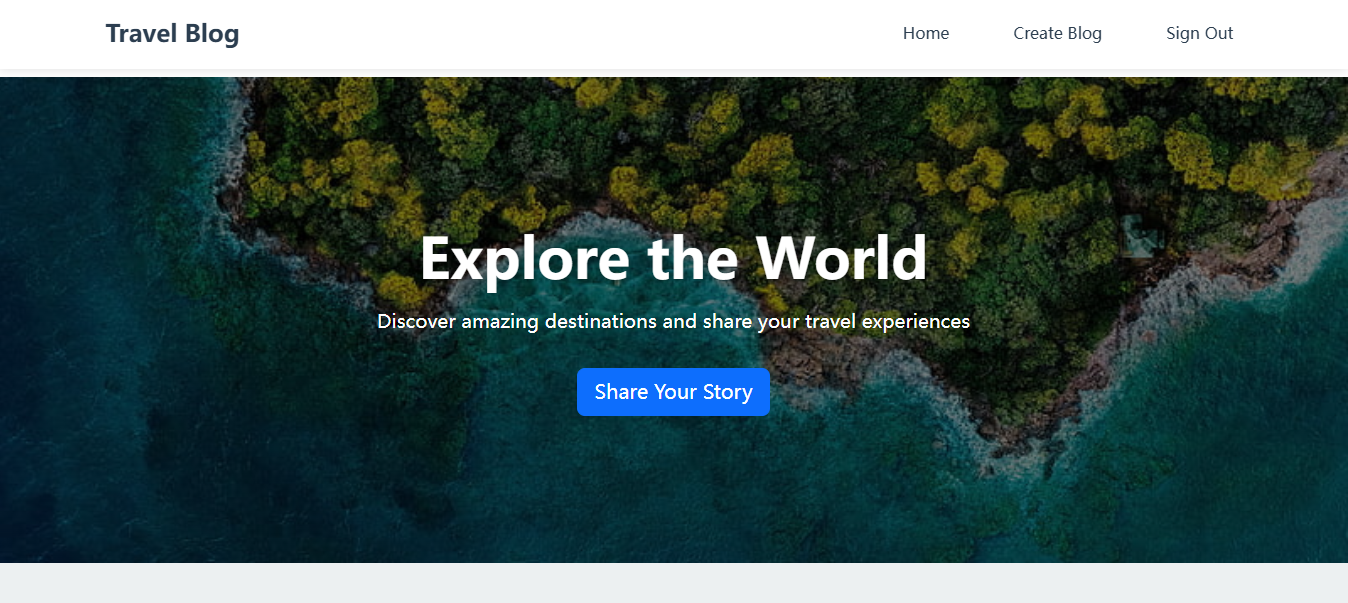 Travel Blog
Home
Create Blog
Sign Out
Explore the World
Discover amazing destinations and share your travel experiences
Share Your Story